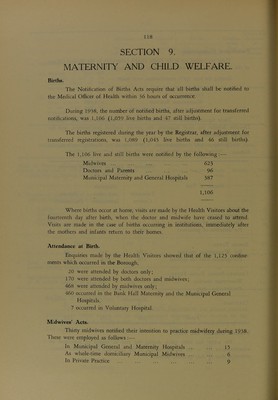 118
SECTION 9.
MATERNITY AND CHILD WELFARE.
Births.
The Notification of Births Acts require that all births shall be notified to
the Medical Officer of Health within 36 hours of occurrence.
During 1938, the number of notified births, after adjustment for transferred
notifications, was 1,106 (1,059 live births and 47 still births).
The births registered during the year by the Registrar, after adjustment for
transferred registrations, was 1,089 (1,043 live births and 46 still births).
The 1,106 live and still births were notified by the following :—
Midwives .. 623
Doctors and Parents 96
Municipal Maternity and General Hospitals 387
1,106
Where births occur at home, visits are made by the Health Visitors about the
fourteenth day after birth, when the doctor and midwife have ceased to attend.
Visits are made in the case of births occurring in institutions, immediately after
the mothers and infants return to their homes.
Attendance at Birth.
Enquiries made by the Health Visitors showed that of the 1,123 confine-
ments which occurred in the Borough,
20 were attended by doctors only;
170 were attended by both doctors and midwives;
466 were attended by midwives only;
460 occurred in the Bank Hall Maternity and the Municipal General
Hospitals.
7 occurred in Voluntary Hospital.
Midwives' Acts.
Thirty midwives notified their intention to practice midwifery during 1938.
These were employed as follows :—
In Municipal General and Maternity Hospitals .. 15
As whole-time domiciliary Municipal Midwives .. 6
In Private Practice .. 9